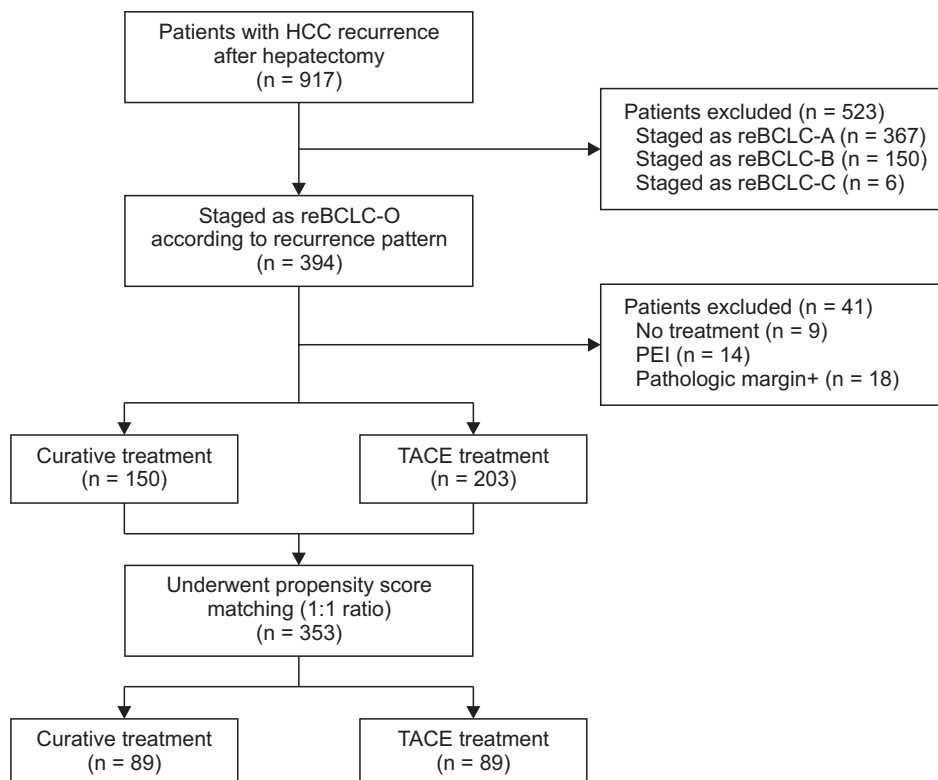 Patients with HCC recurrence
after hepatectomy
(n = 917)
Patients excluded (n = 523)
Staged as reBCLC-A (n = 367)
Staged as reBCLC-B (n = 150)
Staged as reBCLC-C (n = 6)
Staged as reBCLC-O
according to recurrence pattern
(n = 394)
Patients excluded (n = 41)
No treatment (n = 9)
PEI (n = 14)
Pathologic margin+ (n = 18)
Curative treatment
(n = 150)
TACE treatment
(n = 203)
Underwent propensity score
matching (1:1 ratio)
(n = 353)
Curative treatment
(n = 89)
TACE treatment
(n = 89)